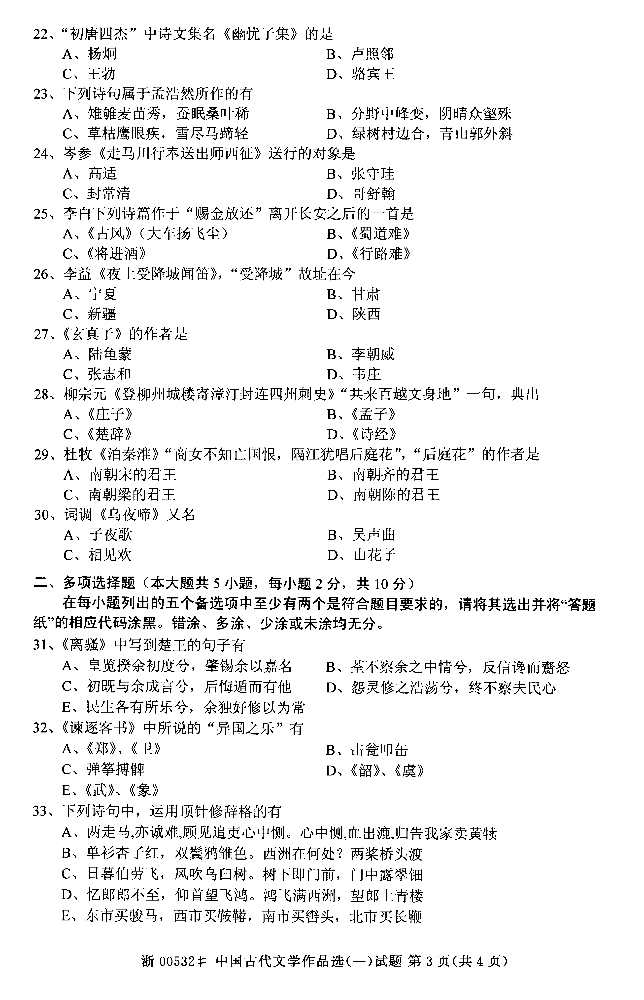 22、“初唐四杰”中诗文集名《幽忧子集》的是
A、杨炯 B、卢照邻
C、王勃 D、骆宾王
23、下列诗句属于孟浩然所作的有
A、雉雊麦苗秀，蚕眠桑叶稀 B、分野中峰变，阴晴众壑殊
C、草枯鹰眼疾，雪尽马蹄轻 D、绿树村边合，青山郭外斜
24、岑参《走马川行奉送出师西征》送行的对象是
A、高适 B、张守珪
C、封常清 D、哥舒翰
25、李白下列诗篇作于“赐金放还”离开长安之后的一首是
A、《古风》（大车扬飞尘） B、《蜀道难》
C、《将进酒》 D、《行路难》
26、李益《夜上受降城闻笛》，“受降城”故址在今
A、宁夏 B、甘肃
C、新疆 D、陕西
27、《玄真子》的作者是
A、陆龟蒙 B、李朝威
C、张志和 D、韦庄
28、柳宗元《登柳州城楼寄漳汀封连四州刺史》“共来百越文身地”一句，典出
A、《庄子》 B、《孟子》
C、《楚辞》 D、《诗经》
29、杜牧《泊秦淮》“商女不知亡国恨，隔江犹唱后庭花”，“后庭花”的作者是
A、南朝宋的君王 B、南朝齐的君王
C、南朝梁的君王 D、南朝陈的君王
30、词调《乌夜啼》又名
A、子夜歌 B、吴声曲
C、相见欢 D、山花子
二、多项选择题（本大题共 5 小题，每小题 2 分，共 10 分）
在每小题列出的五个备选项中至少有两个是符合题目要求的，请将其选出并将“答题
纸”的相应代码涂黑。错涂、多涂、少涂或未涂均无分。
31、《离骚》中写到楚王的句子有
A、皇览揆余初度兮，肇锡余以嘉名 B、荃不察余之中情兮，反信谗而齌怒
C、初既与余成言兮，后悔遁而有他 D、怨灵修之浩荡兮，终不察夫民心
E、民生各有所乐兮，余独好修以为常
32、《谏逐客书》中所说的“异国之乐”有
A、《郑》、《卫》 B、击瓮叩缶
C、弹筝搏髀 D、《韶》、《虞》
E、《武》、《象》
33、下列诗句中，运用顶针修辞格的有
A、两走马,亦诚难,顾见追吏心中恻。心中恻,血出漉,归告我家卖黄犊
B、单衫杏子红，双鬓鸦雏色。西洲在何处？两桨桥头渡
C、日暮伯劳飞，风吹乌臼树。树下即门前，门中露翠钿
D、忆郎郎不至，仰首望飞鸿。鸿飞满西洲，望郎上青楼
E、东市买骏马，西市买鞍鞯，南市买辔头，北市买长鞭
浙 00532＃ 中国古代文学作品选（一）试题 第 3 页（共 4 页）